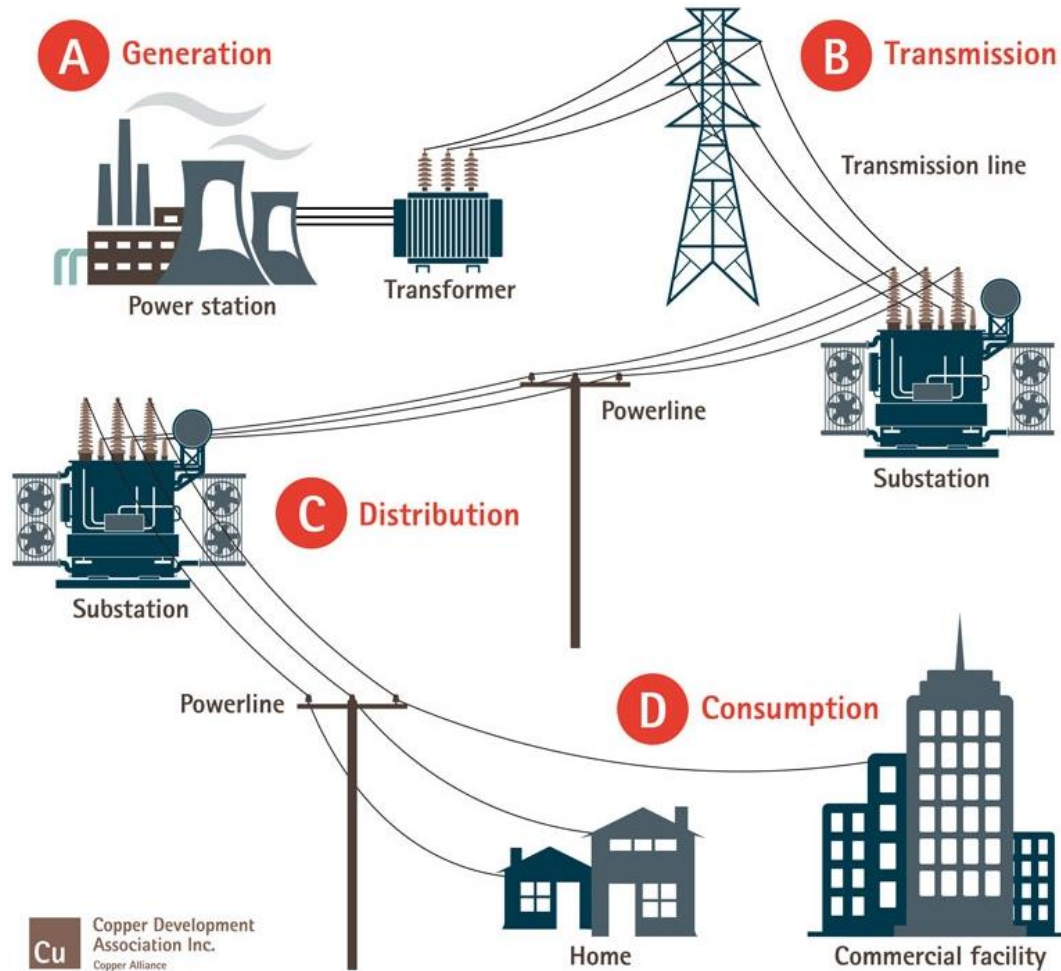 A Generation
B Transmission
Transmission line
Power station
Transformer
Powerline
Substation
C Distribution
Substation
Powerline
D Consumption
Cu
Copper Development
Association Inc.
Copper Alliance
Home
Commercial facility